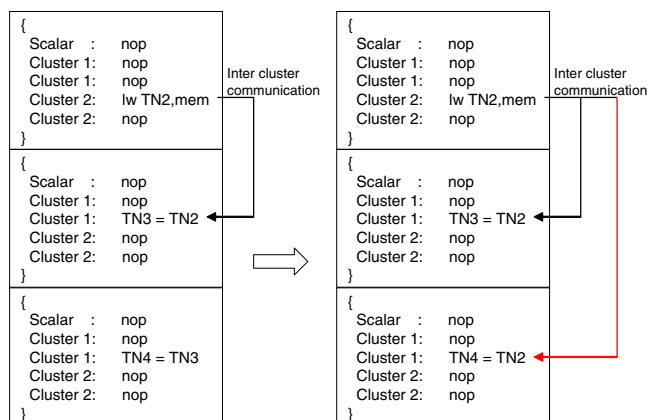 {
Scalar : nop
Cluster 1: nop
Cluster 1: nop
Cluster 2: lw TN2,mem
Cluster 2: nop
}
Inter cluster
communication
{
Scalar : nop
Cluster 1: nop
Cluster 1: TN3 = TN2
Cluster 2: nop
Cluster 2: nop
}
{
Scalar : nop
Cluster 1: nop
Cluster 1: TN4 = TN3
Cluster 2: nop
Cluster 2: nop
}
{
Scalar : nop
Cluster 1: nop
Cluster 1: nop
Cluster 2: lw TN2,mem
Cluster 2: nop
}
Inter cluster
communication
{
Scalar : nop
Cluster 1: nop
Cluster 1: TN3 = TN2
Cluster 2: nop
Cluster 2: nop
}
{
Scalar : nop
Cluster 1: nop
Cluster 1: TN4 = TN2
Cluster 2: nop
Cluster 2: nop
}